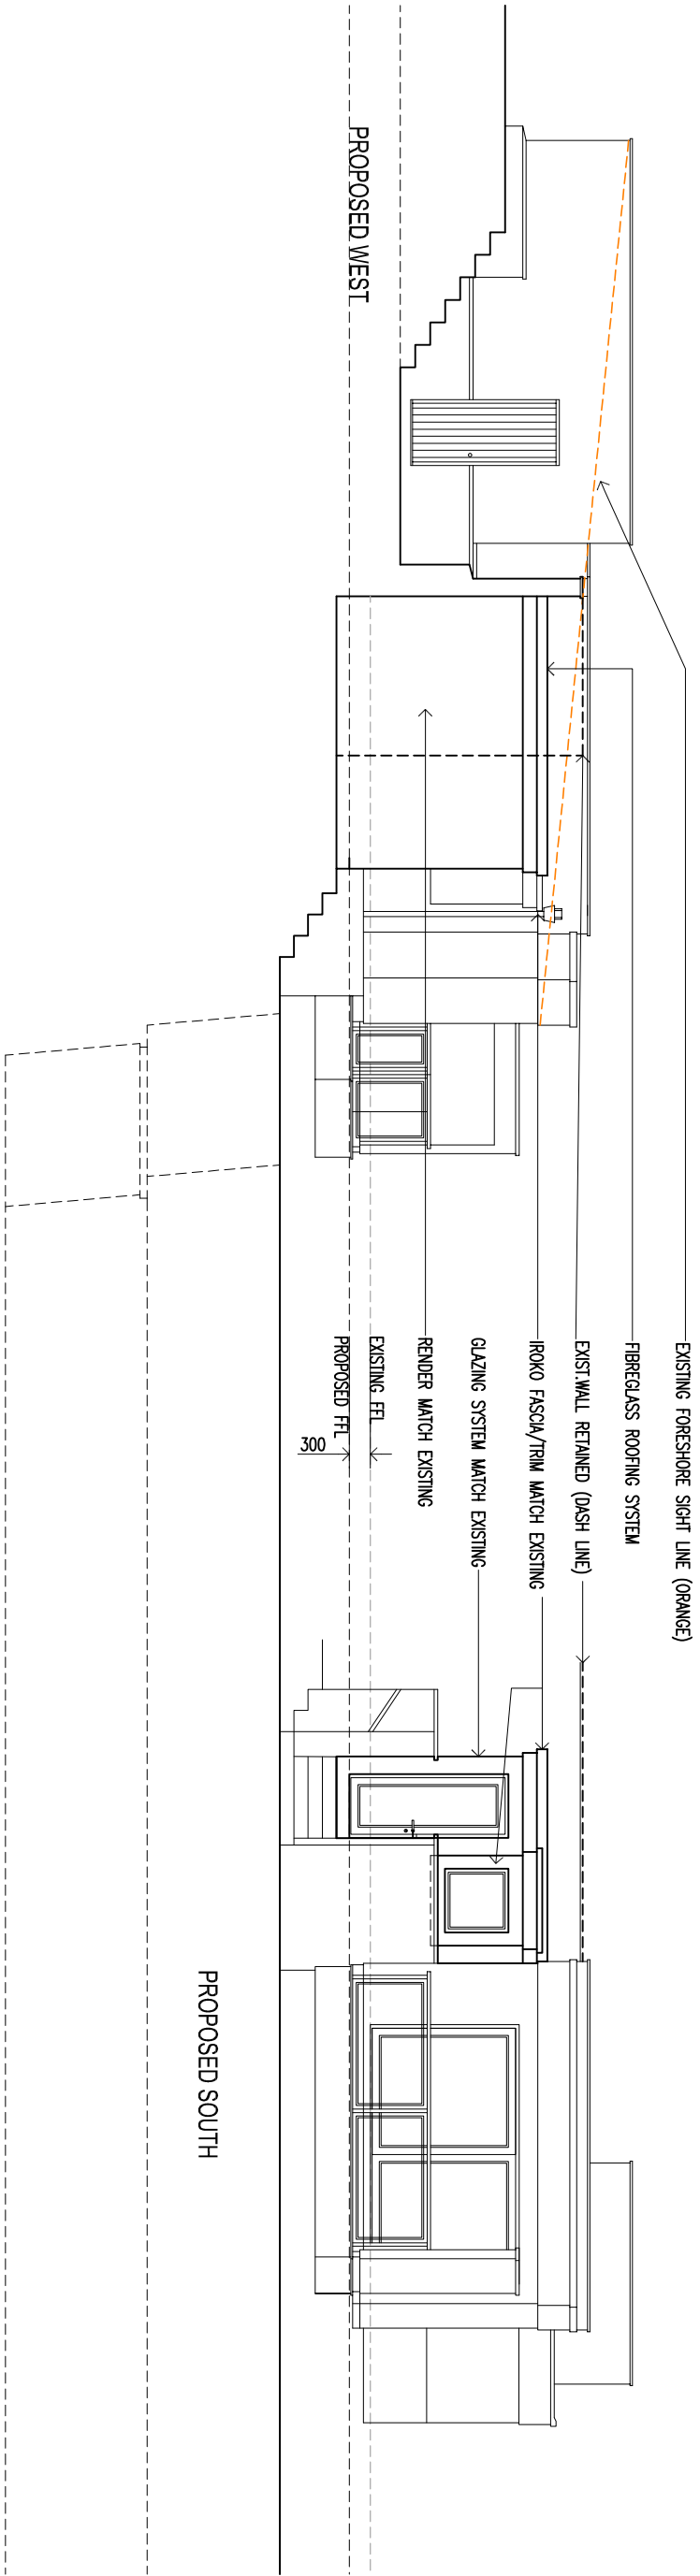 EXISTING FORESHORE SIGHT LINE (ORANGE)
FIBREGLASS ROOFING SYSTEM
EXIST.WALL RETAINED (DASH LINE)
IROKO FASCIA/TRIM MATCH EXISTING
GLAZING SYSTEM MATCH EXISTING
RENDER MATCH EXISTING
EXISTING FFL
PROPOSED FFL
300
PROPOSED WEST
PROPOSED SOUTH